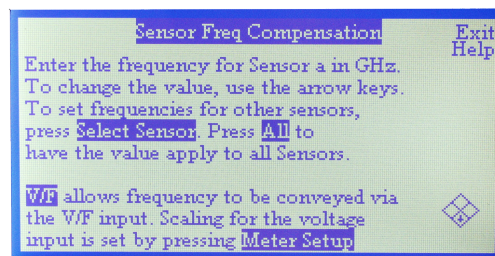 Sensor Freq Compensation
Exit
Help
Enter the frequency for Sensor a in GHz.
To change the value, use the arrow keys.
To set frequencies for other sensors,
press Select Sensor. Press All to
have the value apply to all Sensors.
V/F allows frequency to be conveyed via
the V/F input. Scaling for the voltage
input is set by pressing Meter Setup